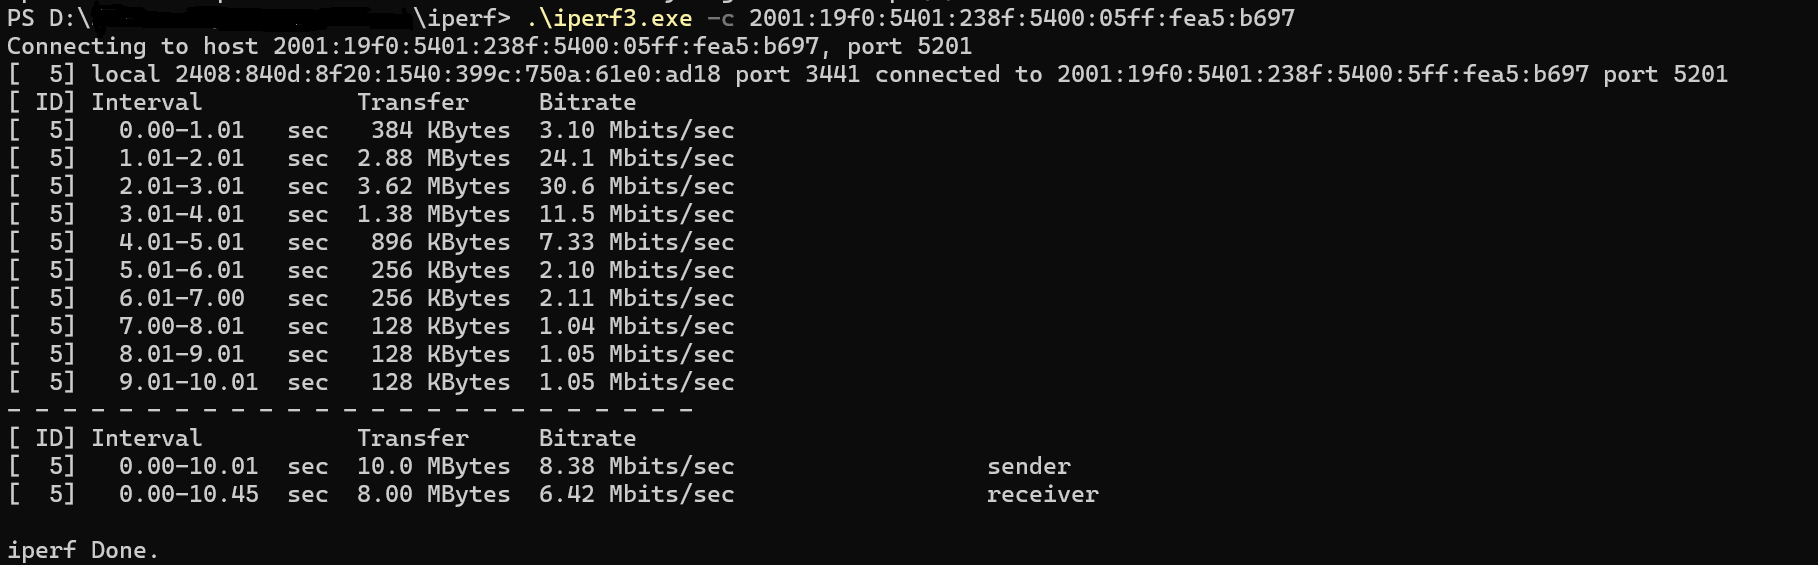 PS D:\ \iperf> .\iperf3.exe -c 2001:19f0:5401:238f:5400:05ff:fea5:b697
Connecting to host 2001:19f0:5401:238f:5400:05ff:fea5:b697, port 5201
[  5] local 2408:840d:8f20:1540:399c:750a:61e0:ad18 port 3441 connected to 2001:19f0:5401:238f:5400:5ff:fea5:b697 port 5201
[ ID] Interval           Transfer     Bitrate
[  5]   0.00-1.01   sec   384 KBytes  3.10 Mbits/sec
[  5]   1.01-2.01   sec  2.88 MBytes  24.1 Mbits/sec
[  5]   2.01-3.01   sec  3.62 MBytes  30.6 Mbits/sec
[  5]   3.01-4.01   sec  1.38 MBytes  11.5 Mbits/sec
[  5]   4.01-5.01   sec   896 KBytes  7.33 Mbits/sec
[  5]   5.01-6.01   sec   256 KBytes  2.10 Mbits/sec
[  5]   6.01-7.00   sec   256 KBytes  2.11 Mbits/sec
[  5]   7.00-8.01   sec   128 KBytes  1.04 Mbits/sec
[  5]   8.01-9.01   sec   128 KBytes  1.05 Mbits/sec
[  5]   9.01-10.01  sec   128 KBytes  1.05 Mbits/sec
- - - - - - - - - - - - - - - - - - - - - - - - -
[ ID] Interval           Transfer     Bitrate
[  5]   0.00-10.01  sec  10.0 MBytes  8.38 Mbits/sec                  sender
[  5]   0.00-10.45  sec  8.00 MBytes  6.42 Mbits/sec                  receiver
iperf Done.